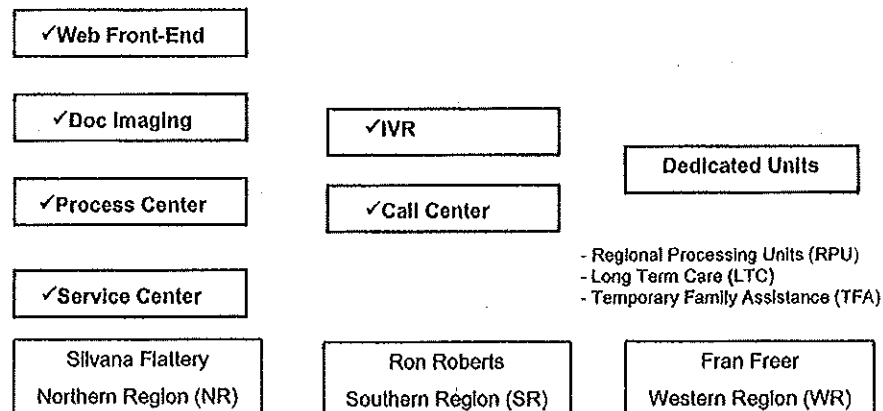 ✓Web Front-End
✓Doc Imaging
✓IVR
Dedicated Units
✓Process Center
✓Call Center
- Regional Processing Units (RPU)
- Long Term Care (LTC)
- Temporary Family Assistance (TFA)
✓Service Center
Silvana Flattery
Northern Region (NR)
Ron Roberts
Southern Region (SR)
Fran Freer
Western Region (WR)